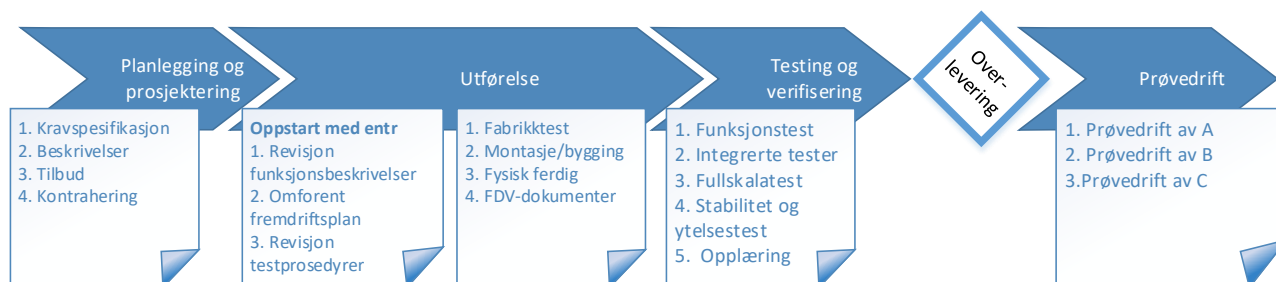 Planlegging og
prosjektering
Utførelse
Testing og
verifisering
Over-
levering
Prøvedrift
1. Kravspesifikasjon
2. Beskrivelser
3. Tilbud
4. Kontrahering
Oppstart med entr
1. Revisjon
funksjonsbeskrivelser
2. Omforent
fremdriftsplan
3. Revisjon
testprosedyrer
1. Fabrikktest
2. Montasje/bygging
3. Fysisk ferdig
4. FDV-dokumenter
1. Funksjonstest
2. Integrerte tester
3. Fullskalatest
4. Stabilitet og
ytelsestest
5. Opplæring
1. Prøvedrift av A
2. Prøvedrift av B
3.Prøvedrift av C